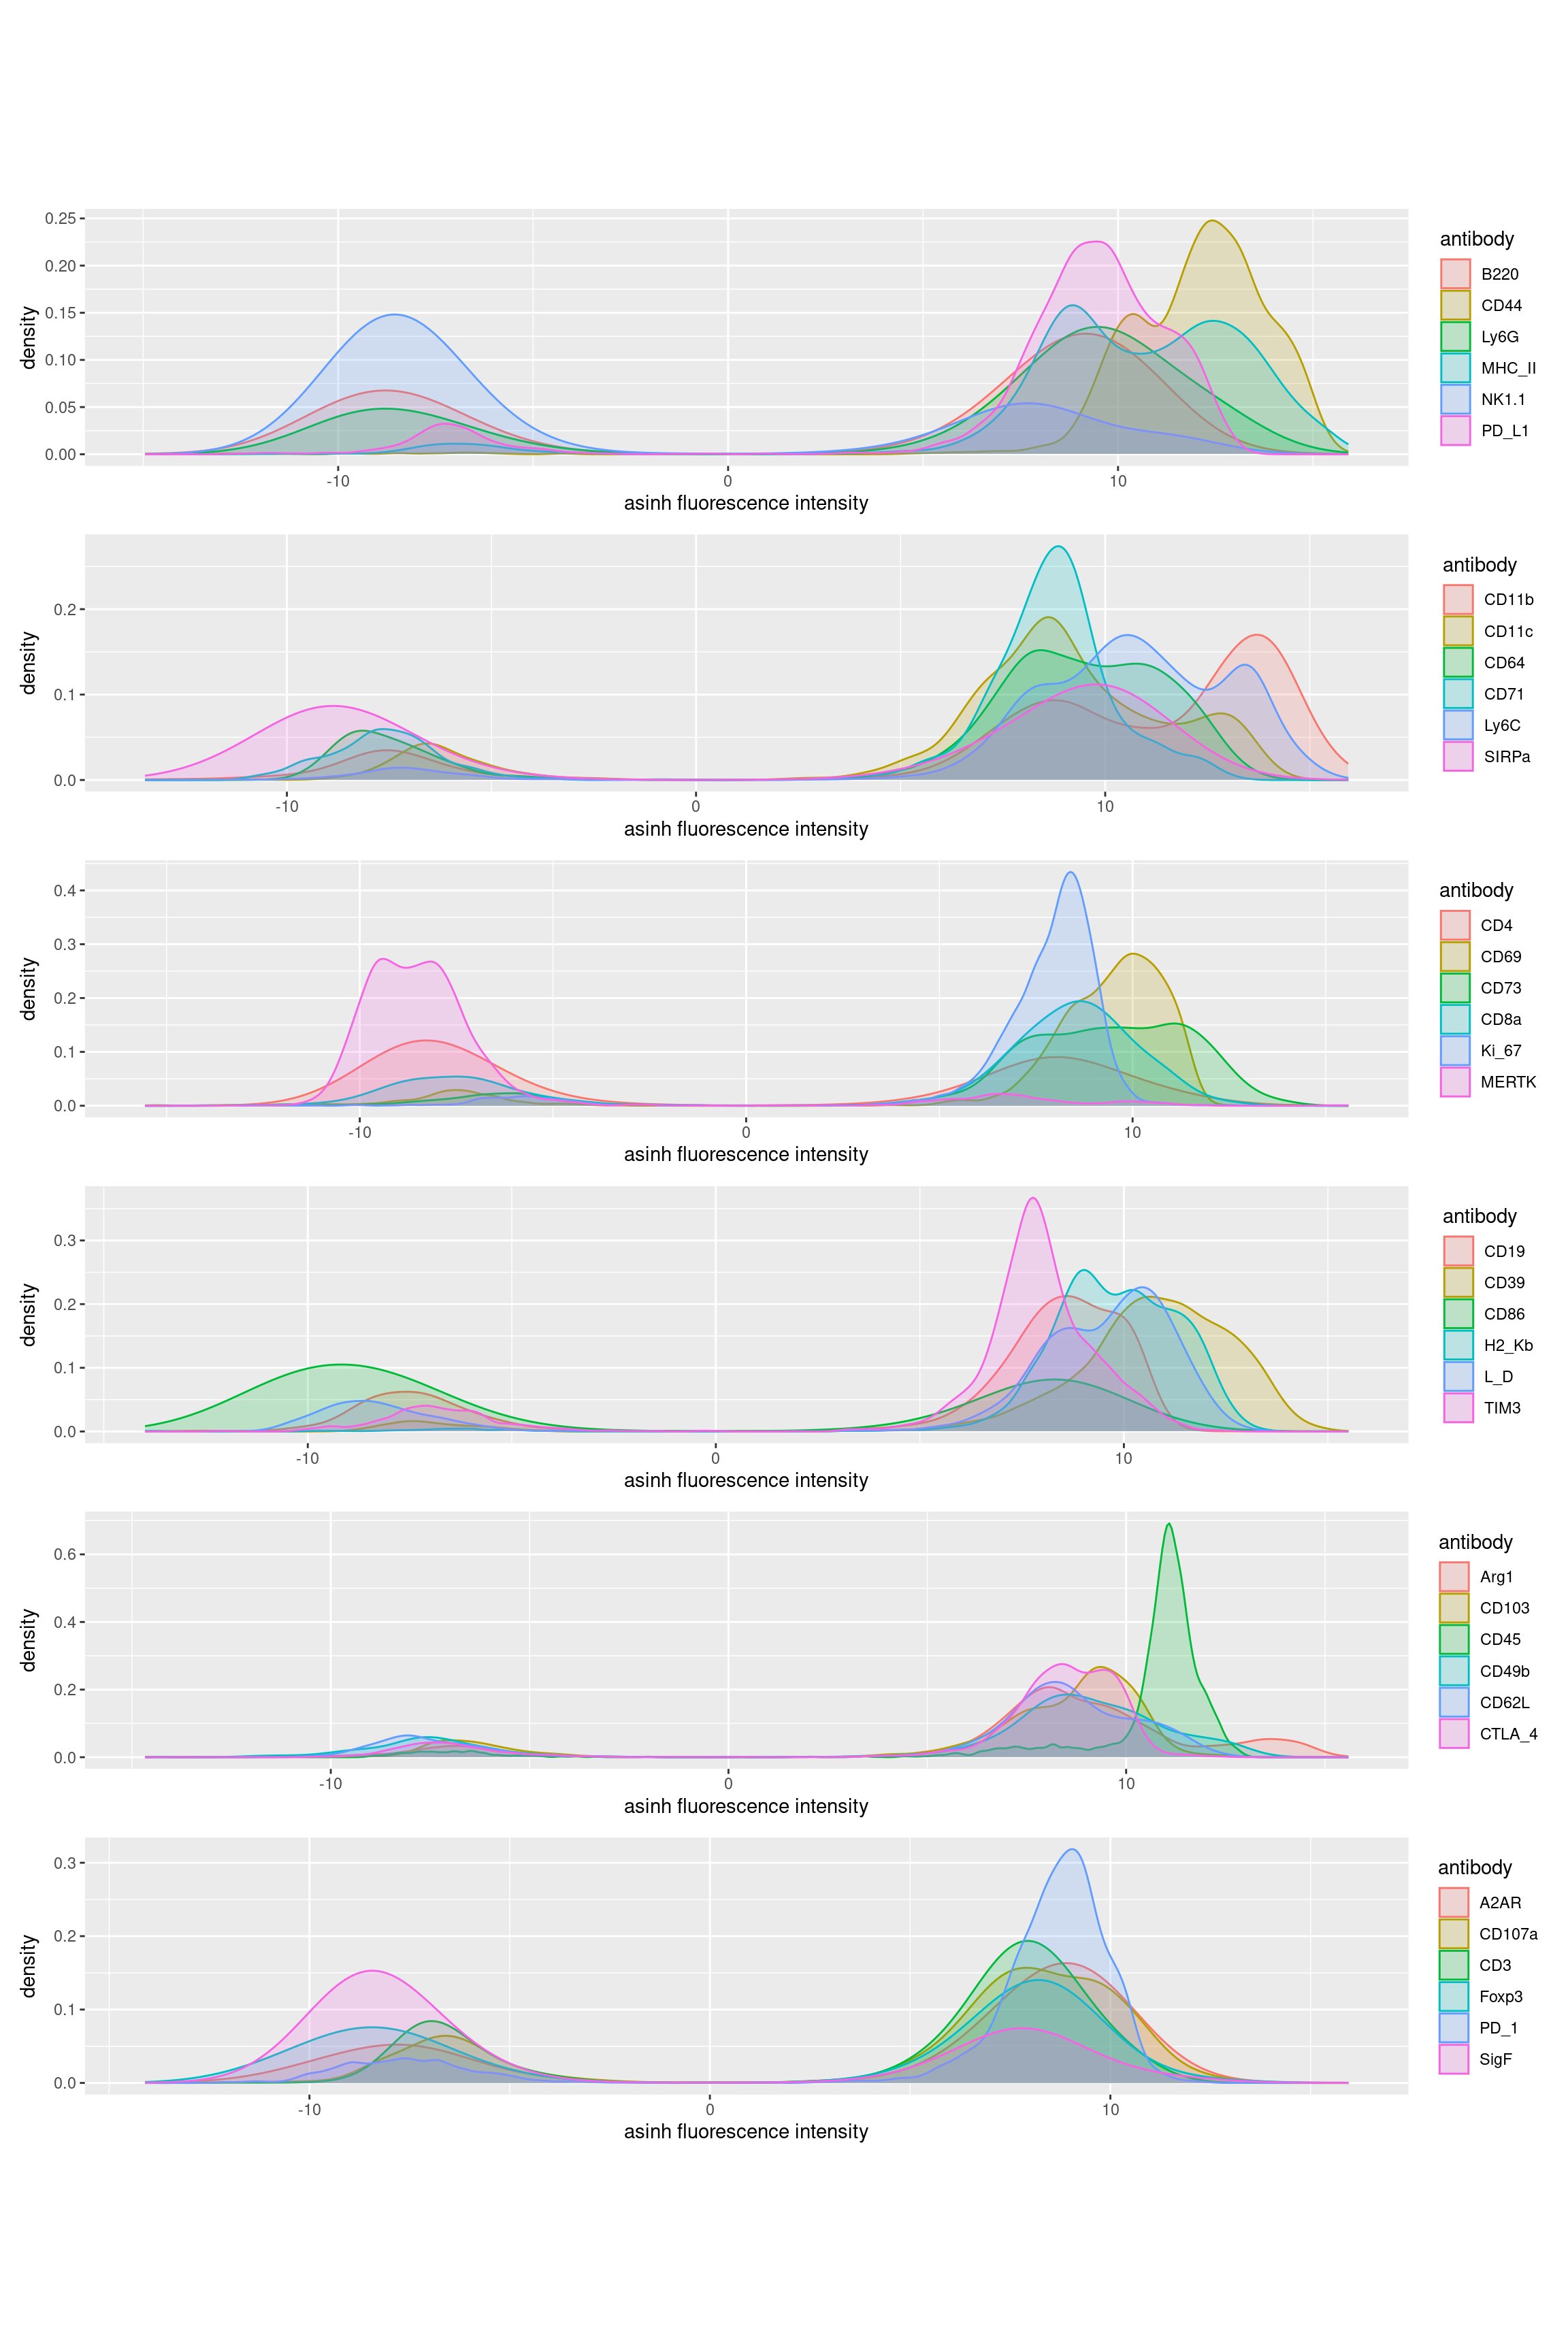 antibody
B220
CD44
Ly6G
MHC_II
NK1.1
PD_L1
density
0.25
0.20
0.15
0.10
0.05
0.00
-10 0 10
asinh fluorescence intensity
antibody
CD11b
CD11c
CD64
CD71
Ly6C
SIRPa
density
0.2
0.1
0.0
-10 0 10
asinh fluorescence intensity
antibody
CD4
CD69
CD73
CD8a
Ki_67
MERTK
density
0.4
0.3
0.2
0.1
0.0
-10 0 10
asinh fluorescence intensity
antibody
CD19
CD39
CD86
H2_Kb
L_D
TIM3
density
0.3
0.2
0.1
0.0
-10 0 10
asinh fluorescence intensity
antibody
Arg1
CD103
CD45
CD49b
CD62L
CTLA_4
density
0.6
0.4
0.2
0.0
-10 0 10
asinh fluorescence intensity
antibody
A2AR
CD107a
CD3
Foxp3
PD_1
SigF
density
0.3
0.2
0.1
0.0
-10 0 10
asinh fluorescence intensity